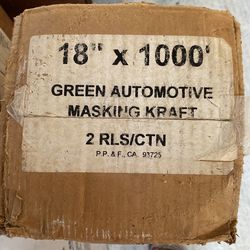 18" x 1000'
GREEN AUTOMOTIVE
MASKING KRAFT
2 RLS/CTN
P.P. & F., CA. 93725